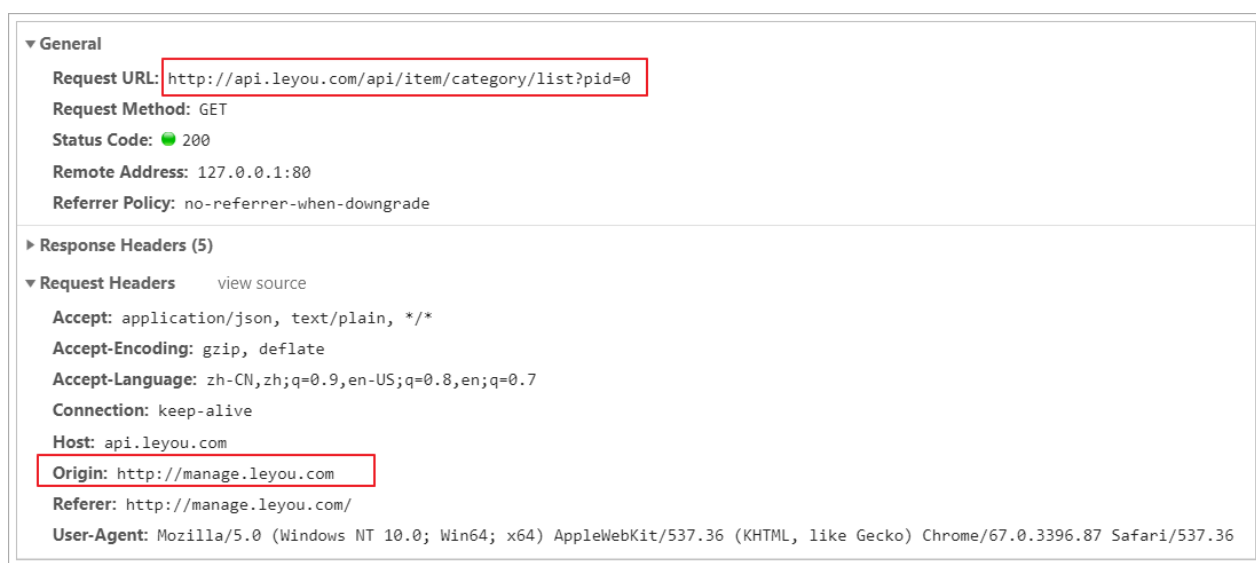 General
Request URL: http://api.leyou.com/api/item/category/list?pid=0
Request Method: GET
Status Code: 200
Remote Address: 127.0.0.1:80
Referrer Policy: no-referrer-when-downgrade
Response Headers (5)
Request Headers view source
Accept: application/json, text/plain, */*
Accept-Encoding: gzip, deflate
Accept-Language: zh-CN,zh;q=0.9,en-US;q=0.8,en;q=0.7
Connection: keep-alive
Host: api.leyou.com
Origin: http://manage.leyou.com
Referer: http://manage.leyou.com/
User-Agent: Mozilla/5.0 (Windows NT 10.0; Win64; x64) AppleWebKit/537.36 (KHTML, like Gecko) Chrome/67.0.3396.87 Safari/537.36